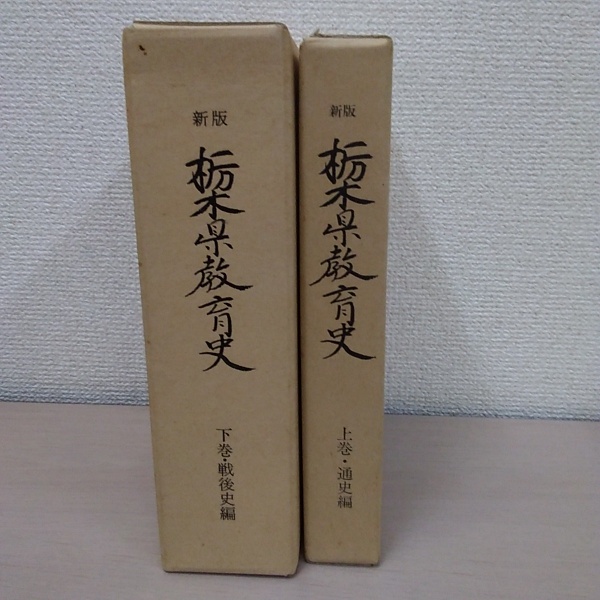 新版
栃木県教育史
下巻・戦後史編
新版
栃木県教育史
上巻・通史編